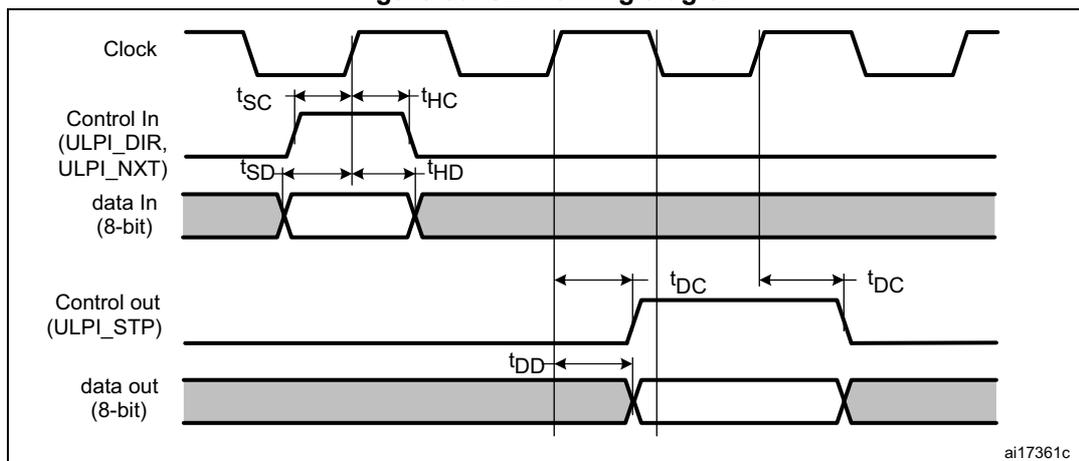 Clock
tSC
tHC
Control In
(ULPI_DIR,
ULPI_NXT)
tSD
tHD
data In
(8-bit)
tDC
tDC
Control out
(ULPI_STP)
tDD
data out
(8-bit)
ai17361c